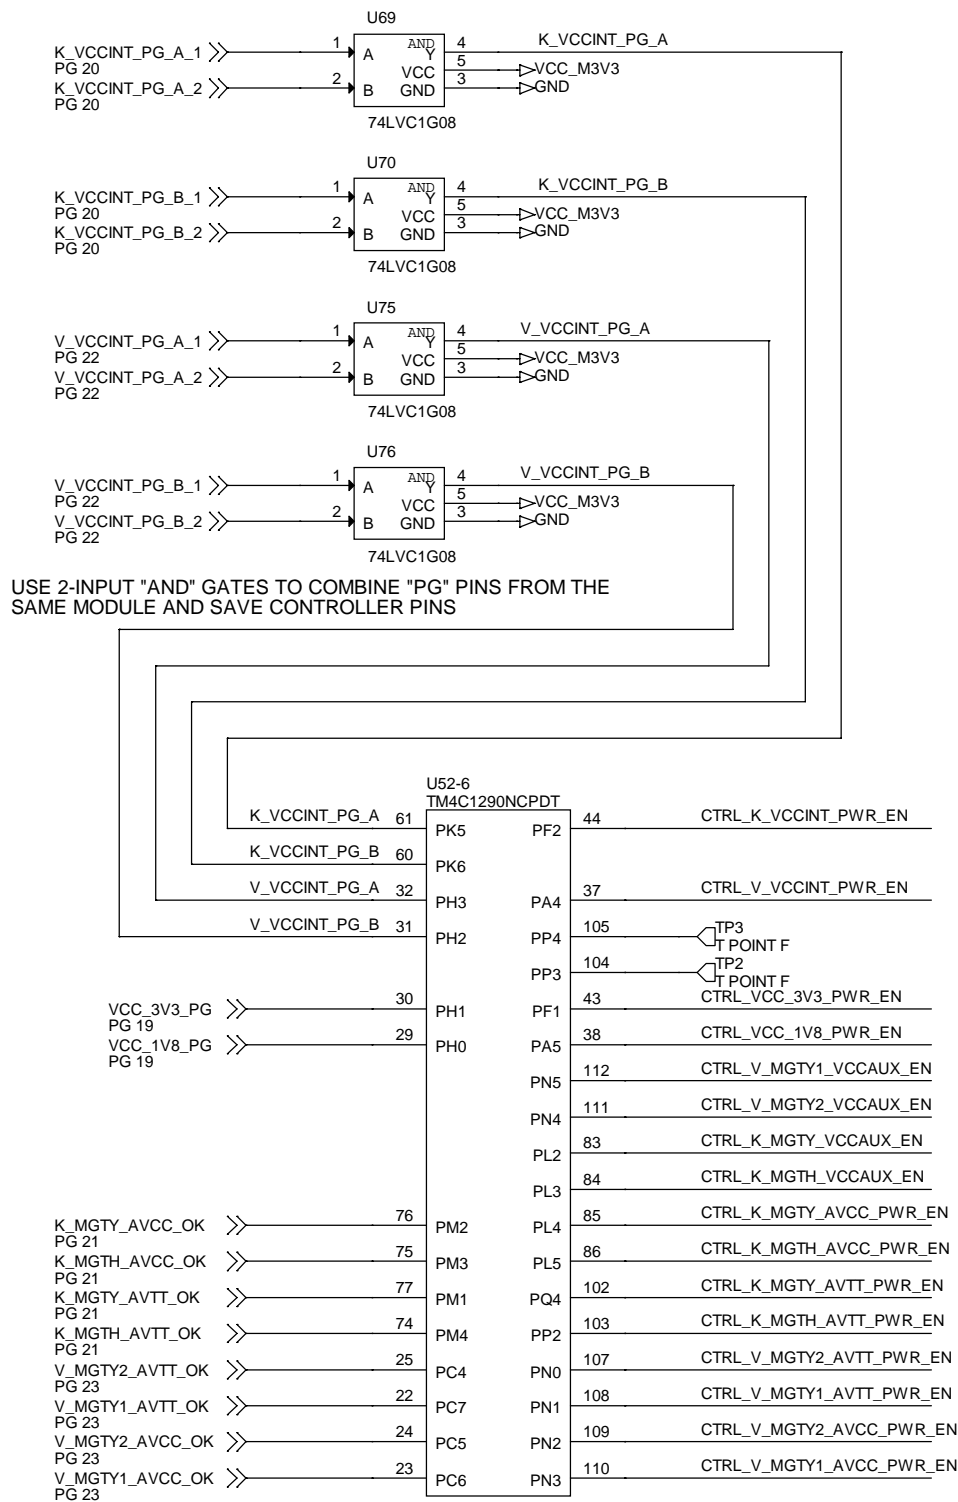 U69
K_VCCINT_PG_A_1
PG 20
K_VCCINT_PG_A_2
PG 20
1
2
A
B
AND
Y
VCC
GND
4
5
3
K_VCCINT_PG_A
VCC_M3V3
GND
74LVC1G08
U70
K_VCCINT_PG_B_1
PG 20
K_VCCINT_PG_B_2
PG 20
1
2
A
B
AND
Y
VCC
GND
4
5
3
K_VCCINT_PG_B
VCC_M3V3
GND
74LVC1G08
U75
V_VCCINT_PG_A_1
PG 22
V_VCCINT_PG_A_2
PG 22
1
2
A
B
AND
Y
VCC
GND
4
5
3
V_VCCINT_PG_A
VCC_M3V3
GND
74LVC1G08
U76
V_VCCINT_PG_B_1
PG 22
V_VCCINT_PG_B_2
PG 22
1
2
A
B
AND
Y
VCC
GND
4
5
3
V_VCCINT_PG_B
VCC_M3V3
GND
74LVC1G08
USE 2-INPUT "AND" GATES TO COMBINE "PG" PINS FROM THE
SAME MODULE AND SAVE CONTROLLER PINS
U52-6
TM4C1290NCPDT
K_VCCINT_PG_A 61 PK5
PF2 44 CTRL_K_VCCINT_PWR_EN
K_VCCINT_PG_B 60 PK6
V_VCCINT_PG_A 32 PH3
PA4 37 CTRL_V_VCCINT_PWR_EN
V_VCCINT_PG_B 31 PH2
PP4 105 TP3
T POINT F
PP3 104 TP2
T POINT F
VCC_3V3_PG 30 PH1
PG 19
PF1 43 CTRL_VCC_3V3_PWR_EN
VCC_1V8_PG 29 PH0
PG 19
PA5 38 CTRL_VCC_1V8_PWR_EN
PN5 112 CTRL_V_MGTY1_VCCAUX_EN
PN4 111 CTRL_V_MGTY2_VCCAUX_EN
PL2 83 CTRL_K_MGTY_VCCAUX_EN
PL3 84 CTRL_K_MGTH_VCCAUX_EN
K_MGTY_AVCC_OK 76 PM2
PG 21
PL4 85 CTRL_K_MGTY_AVCC_PWR_EN
K_MGTH_AVCC_OK 75 PM3
PG 21
PL5 86 CTRL_K_MGTH_AVCC_PWR_EN
K_MGTY_AVTT_OK 77 PM1
PG 21
PQ4 102 CTRL_K_MGTY_AVTT_PWR_EN
K_MGTH_AVTT_OK 74 PM4
PG 21
PP2 103 CTRL_K_MGTH_AVTT_PWR_EN
V_MGTY2_AVTT_OK 25 PC4
PG 23
PN0 107 CTRL_V_MGTY2_AVTT_PWR_EN
V_MGTY1_AVTT_OK 22 PC7
PG 23
PN1 108 CTRL_V_MGTY1_AVTT_PWR_EN
V_MGTY2_AVCC_OK 24 PC5
PG 23
PN2 109 CTRL_V_MGTY2_AVCC_PWR_EN
V_MGTY1_AVCC_OK 23 PC6
PG 23
PN3 110 CTRL_V_MGTY1_AVCC_PWR_EN